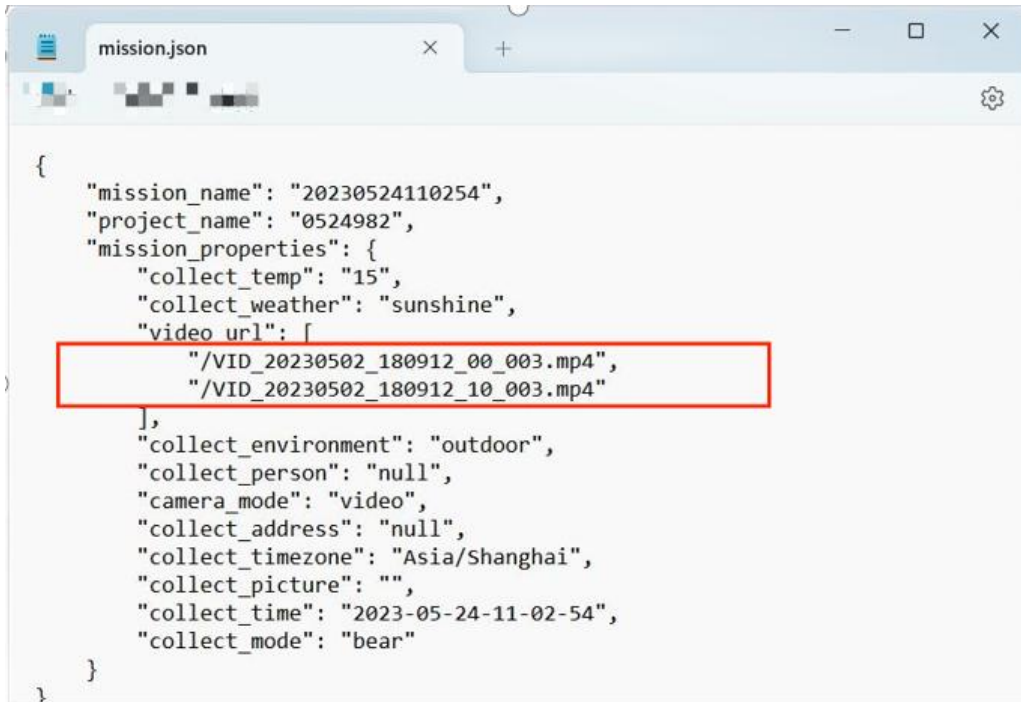 mission.json
{
"mission_name": "20230524110254",
"project_name": "0524982",
"mission_properties": {
"collect_temp": "15",
"collect_weather": "sunshine",
"video_url": [
"/VID_20230502_180912_00_003.mp4",
"/VID_20230502_180912_10_003.mp4"
],
"collect_environment": "outdoor",
"collect_person": "null",
"camera_mode": "video",
"collect_address": "null",
"collect_timezone": "Asia/Shanghai",
"collect_picture": "",
"collect_time": "2023-05-24-11-02-54",
"collect_mode": "bear"
}
}